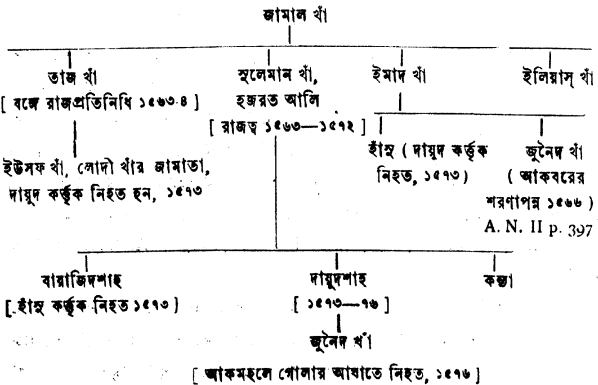 জামাল খাঁ
তাজ খাঁ
[ বঙ্গে রাজপ্রতিনিধি ১৫৬৩-৪ ]
সুলেমান খাঁ,
হজরত আলি
[ রাজত্ব ১৫৬৩—১৫৭২ ]
ইমাদ খাঁ
ইলিয়াস্ খাঁ
ইউসফ খাঁ, লোদী খাঁর জামাতা,
দায়ুদ কর্ত্তৃক নিহত হন, ১৫৭৩
হাঁসু ( দায়ুদ কর্ত্তৃক
নিহত, ১৫৭৩ )
জুনৈদ খাঁ
( আকবরের
শরণাপন্ন ১৫৬৬ )
A. N. II p. 397
বায়াজিদশাহ
[ হাঁসু কর্ত্তৃক নিহত ১৫৭৩ ]
দায়ুদশাহ
[ ১৫৭৩—৭৬ ]
কন্যা
জুনৈদ খাঁ
[ আকমহলে গোলার আঘাতে নিহত, ১৫৭৬ ]